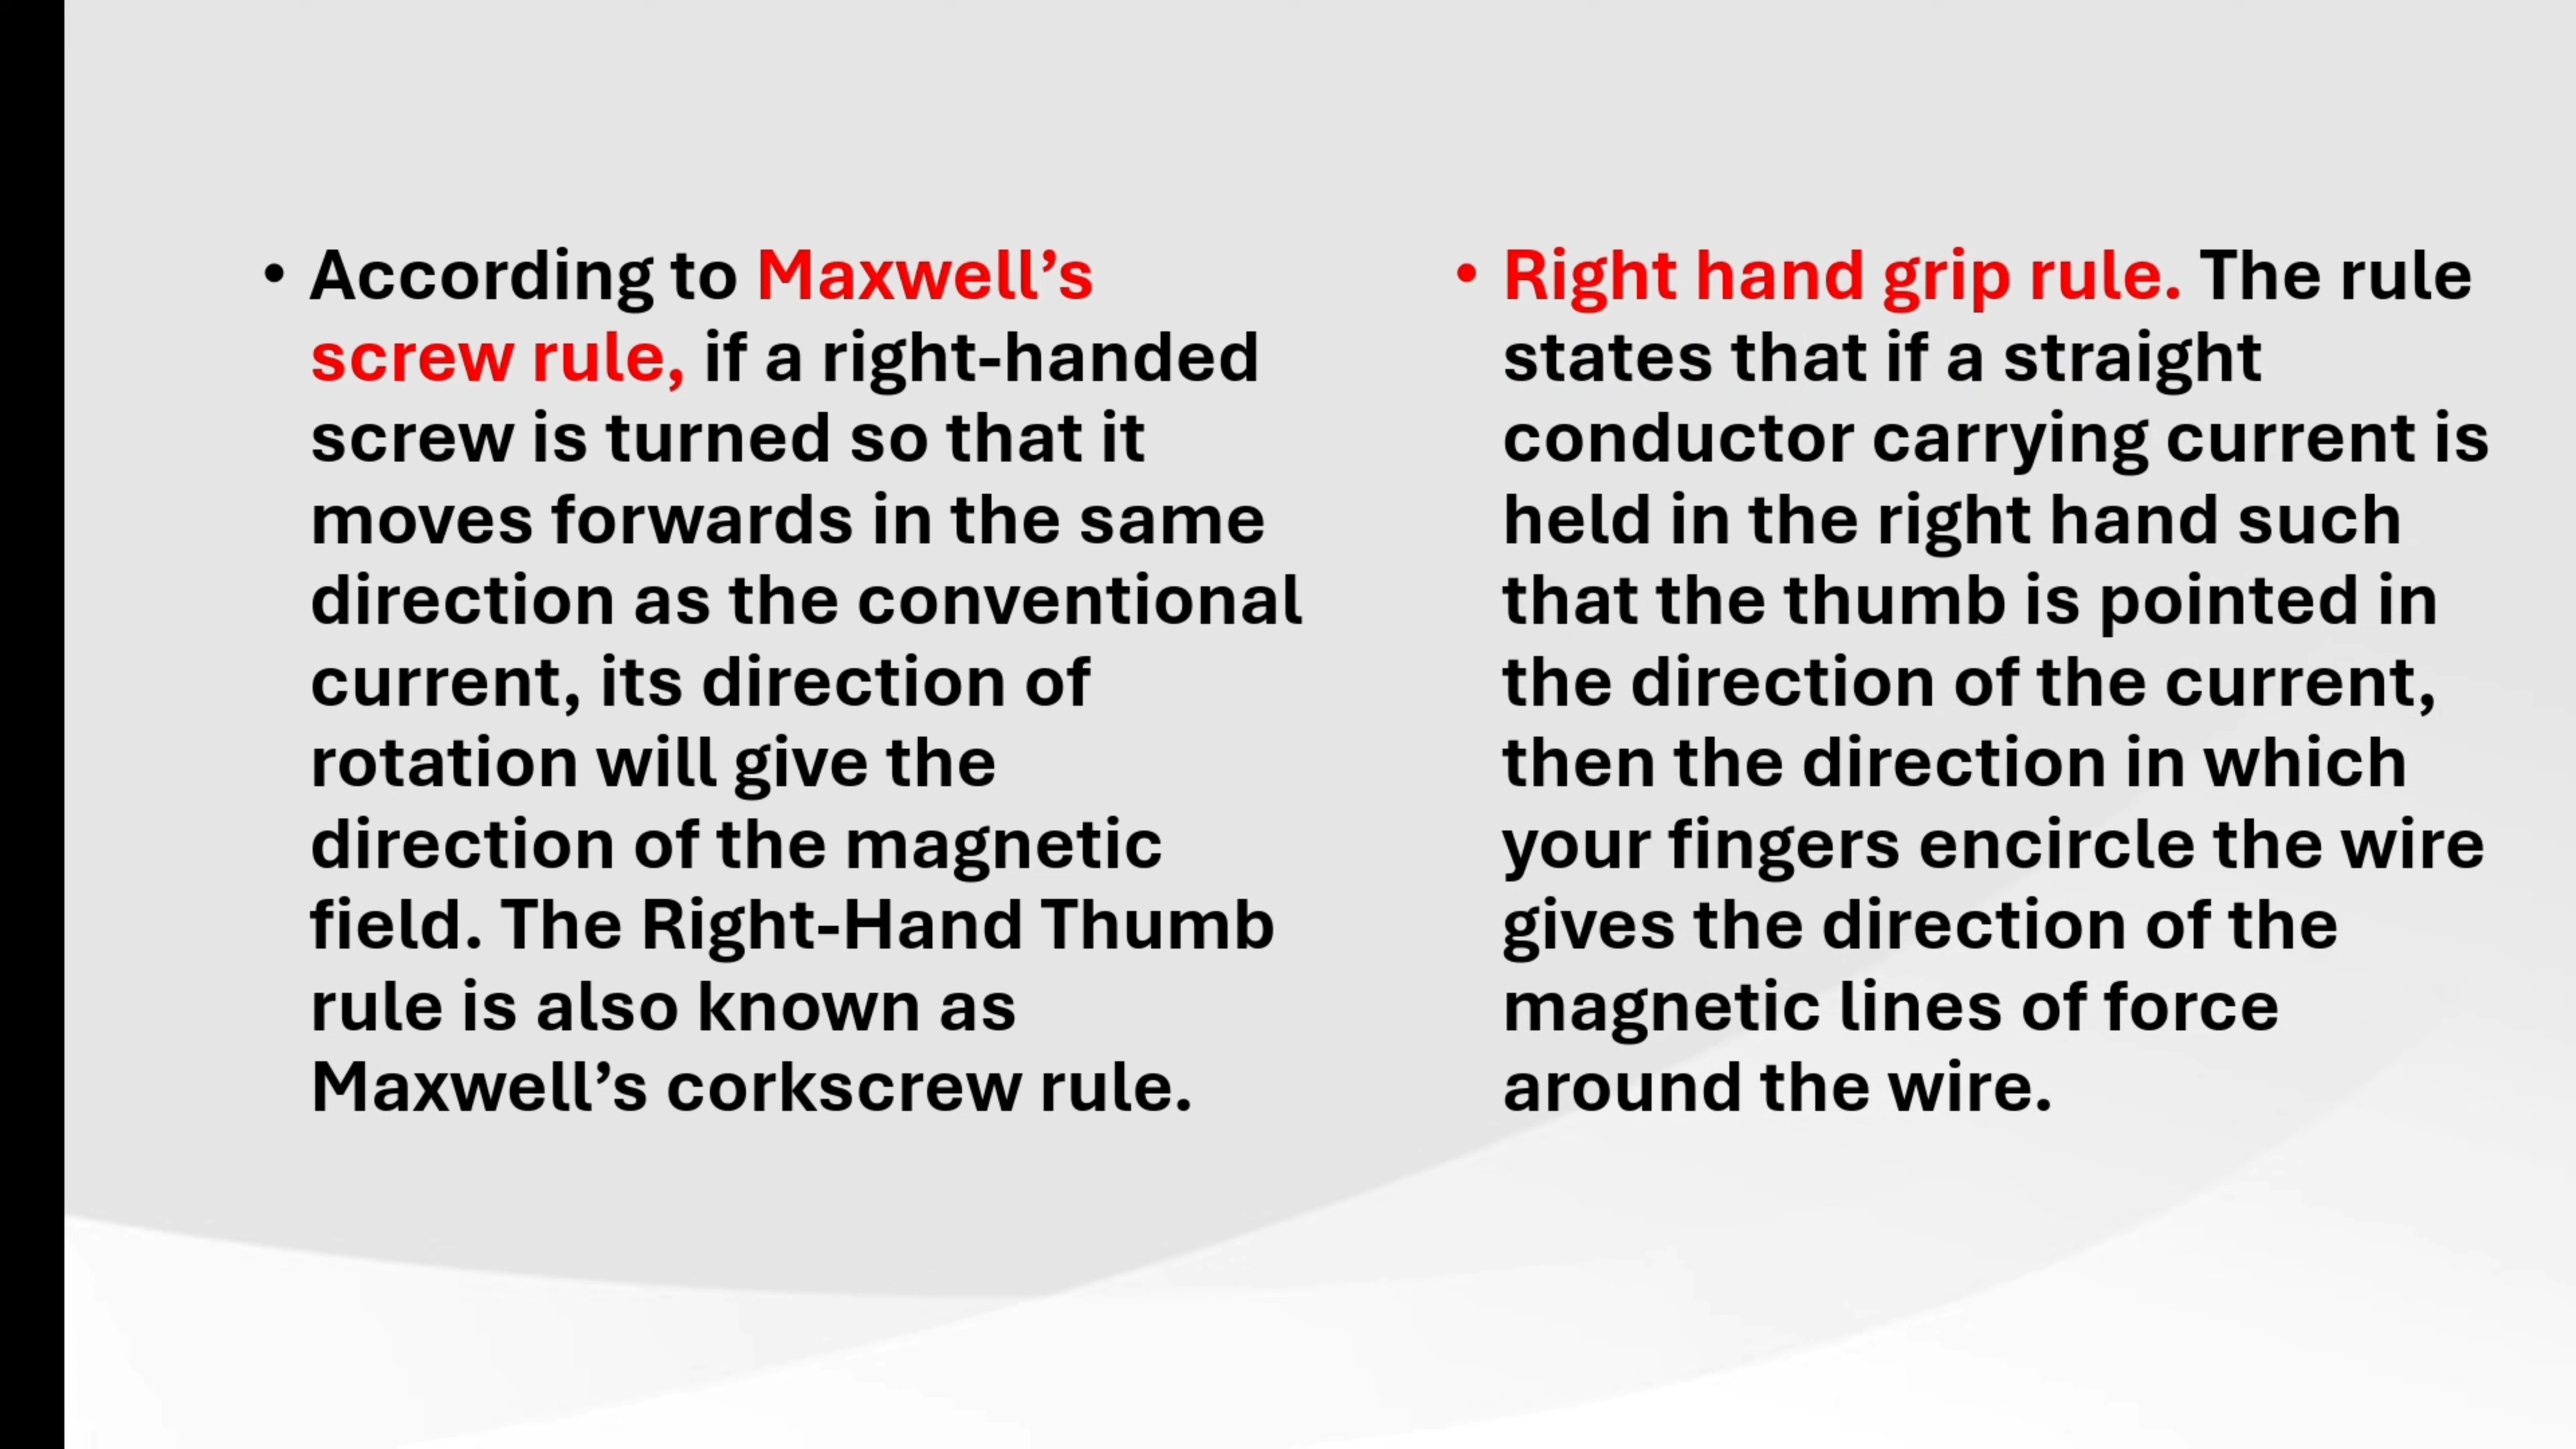 • According to Maxwell’s
screw rule, if a right-handed
screw is turned so that it
moves forwards in the same
direction as the conventional
current, its direction of
rotation will give the
direction of the magnetic
field. The Right-Hand Thumb
rule is also known as
Maxwell’s corkscrew rule.
• Right hand grip rule. The rule
states that if a straight
conductor carrying current is
held in the right hand such
that the thumb is pointed in
the direction of the current,
then the direction in which
your fingers encircle the wire
gives the direction of the
magnetic lines of force
around the wire.